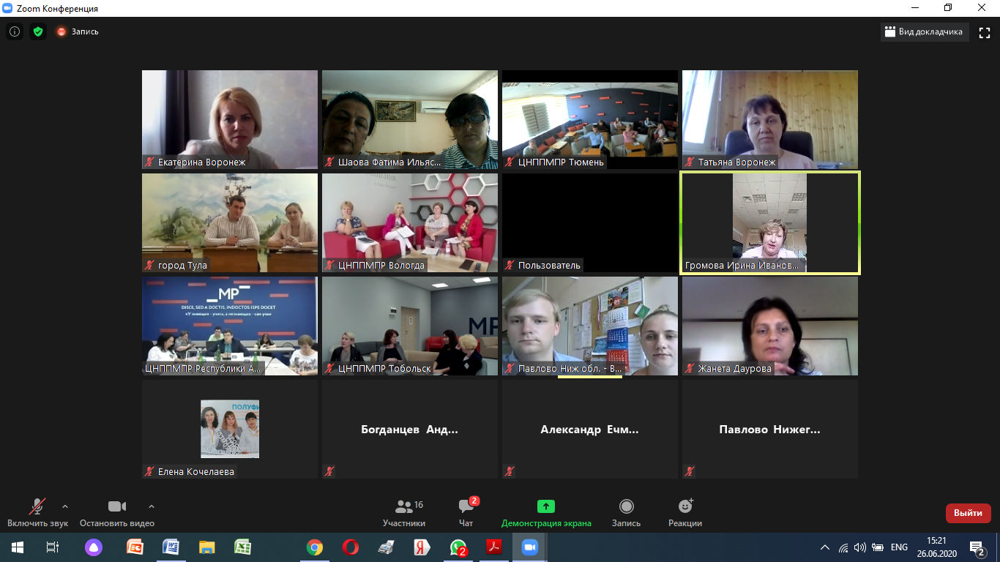 Zoom Конференция
Запись
Вид докладчика
Екатерина Воронеж
Шаова Фатима Ильяс...
ЦНППМПР Тюмень
Татьяна Воронеж
город Тула
ЦНППМПР Вологда
Пользователь
Громова Ирина Иванов...
МР
DISCE, SED A DOCTIS, INDOCTOS IPSE DOCET
«У знающих - учись, а незнающих - сам учи»
ЦНППМПР Республики А...
МР
ЦНППМПР Тобольск
Павлово Ниж обл. - В...
Жанета Даурова
ПОЛУФИ
Елена Кочелаева
Богданцев Анд...
Александр Ечм...
Павлово Нижег...
Включить звук
Остановить видео
16
Участники
2
Чат
Демонстрация экрана
Запись
Реакции
Выйти
2
ENG
15:21
26.06.2020
2